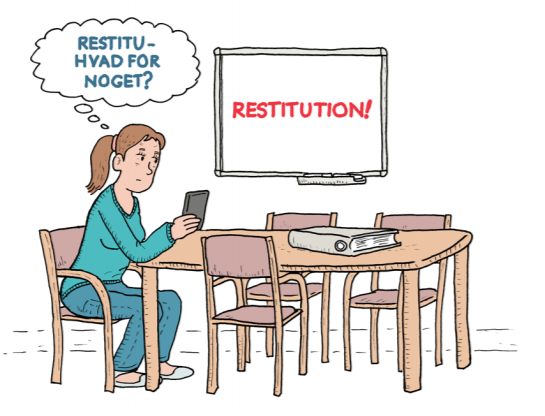 RESTITU-
HVAD FOR
NOGET?
RESTITUTION!